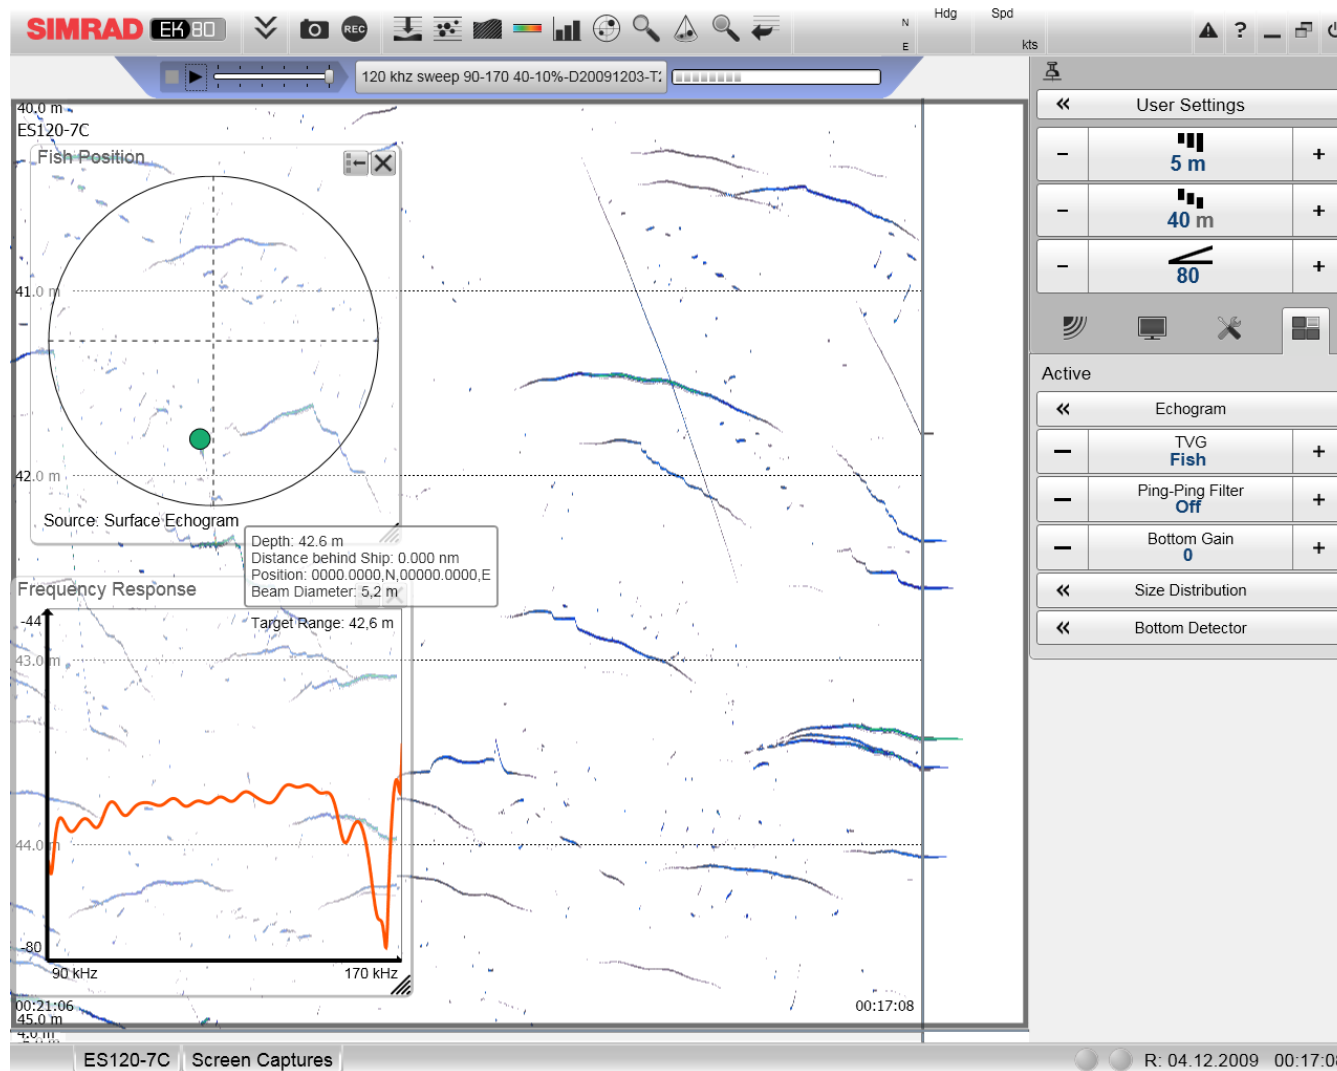 SIMRAD EK80
REC
N
E
Hdg
Spd
kts
?
120 khz sweep 90-170 40-10%-D20091203-T
40.0 m
ES120-7C
Fish Position
41.0 m
42.0 m
Source: Surface Echogram
Depth: 42.6 m
Distance behind Ship: 0.000 nm
Position: 0000.0000,N,00000.0000,E
Beam Diameter: 5,2 m
Frequency Response
-44
Target Range: 42,6 m
43.0 m
44.0 m
-80
90 kHz
170 kHz
00:21:06
00:17:08
45.0 m
User Settings
- 5 m +
- 40 m +
- 80 +
Active
Echogram
TVG
- Fish +
Ping-Ping Filter
- Off +
Bottom Gain
- 0 +
Size Distribution
Bottom Detector
ES120-7C
Screen Captures
R: 04.12.2009 00:17:08